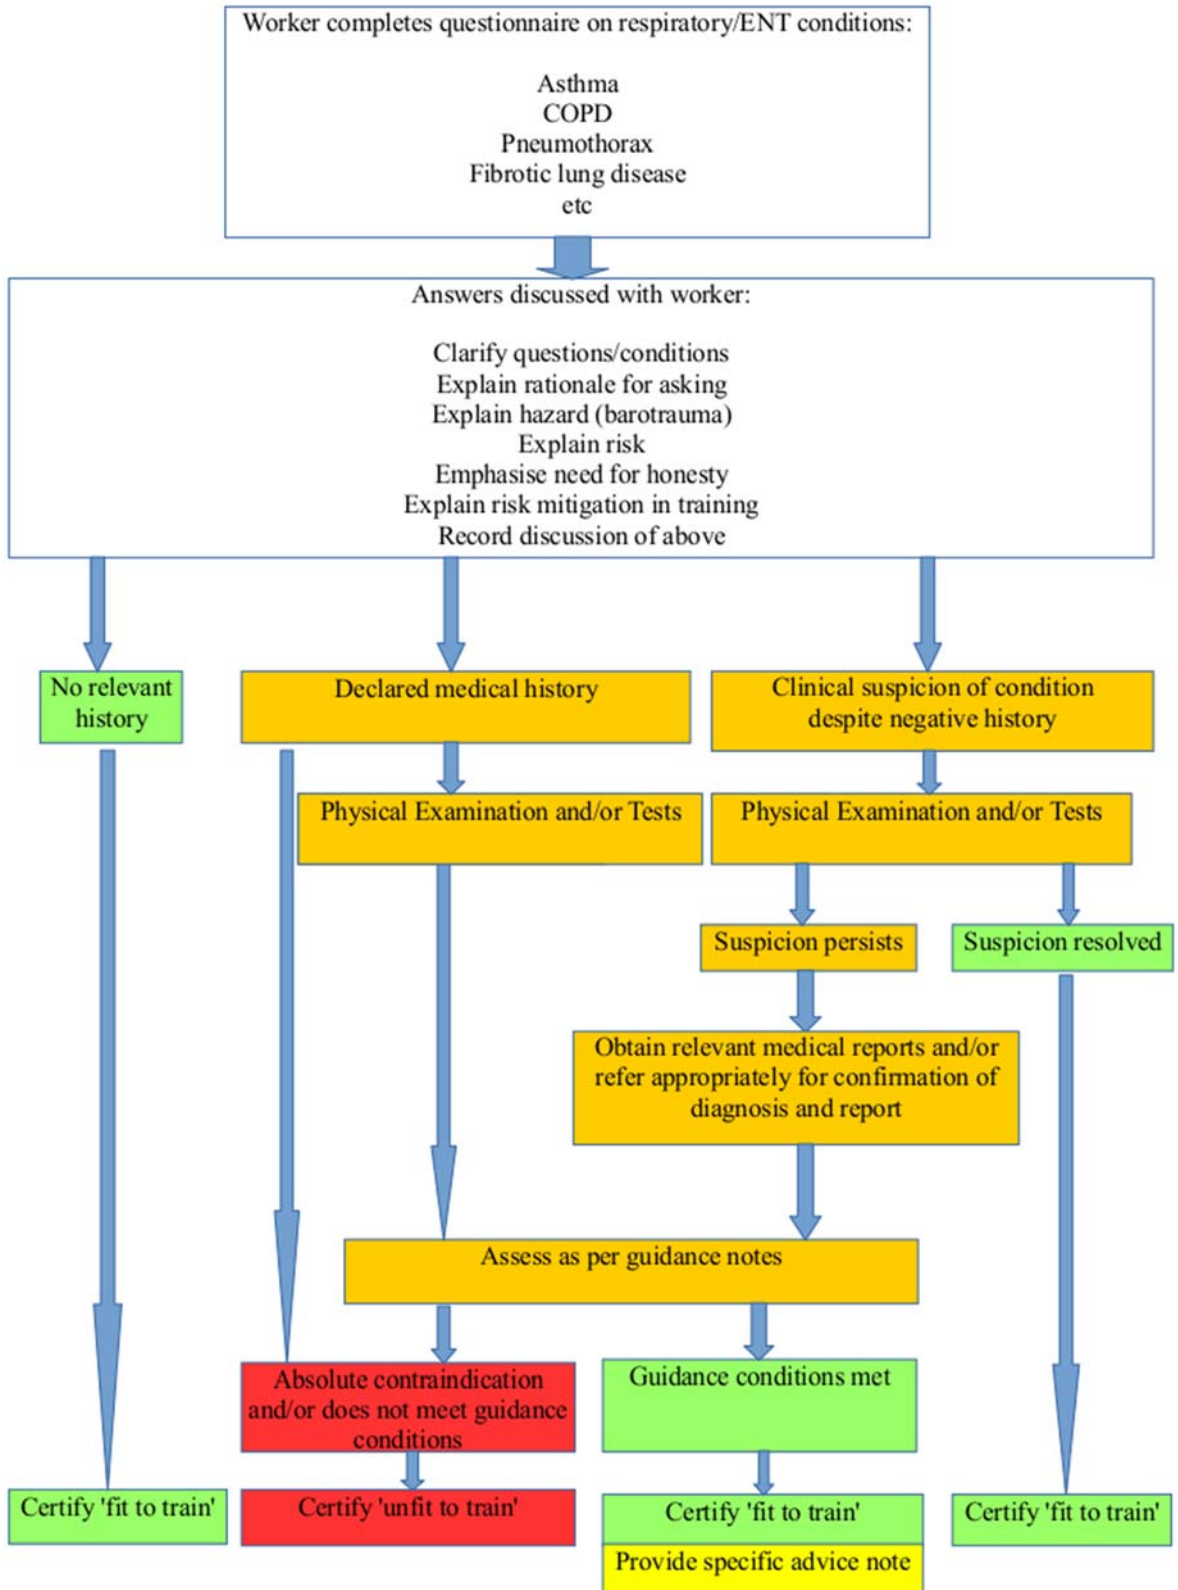 Worker completes questionnaire on respiratory/ENT conditions:
Asthma
COPD
Pneumothorax
Fibrotic lung disease
etc
Answers discussed with worker:
Clarify questions/conditions
Explain rationale for asking
Explain hazard (barotrauma)
Explain risk
Emphasise need for honesty
Explain risk mitigation in training
Record discussion of above
No relevant
history
Declared medical history
Clinical suspicion of condition
despite negative history
Physical Examination and/or Tests
Physical Examination and/or Tests
Suspicion persists
Suspicion resolved
Obtain relevant medical reports and/or
refer appropriately for confirmation of
diagnosis and report
Assess as per guidance notes
Absolute contraindication
and/or does not meet guidance
conditions
Guidance conditions met
Certify 'fit to train'
Certify 'unfit to train'
Certify 'fit to train'
Provide specific advice note
Certify 'fit to train'